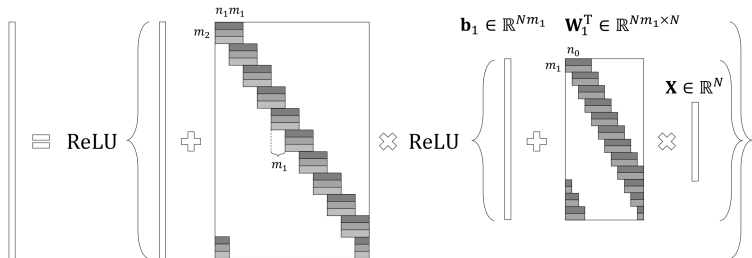 n₁m₁
m₂
m₁
= ReLU { + × ReLU { + × } }
b₁ ∈ ℝ^{Nm₁} W₁ᵀ ∈ ℝ^{Nm₁×N}
n₀
m₁
X ∈ ℝ^N